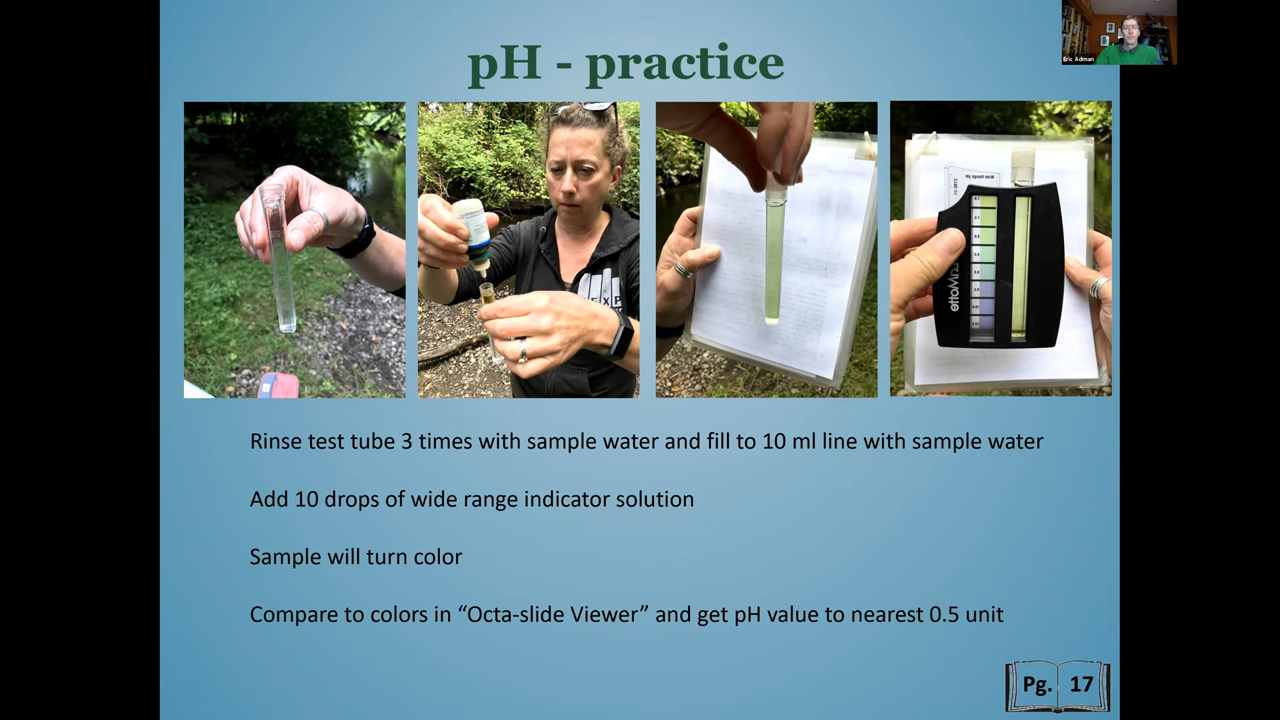 pH - practice
Eric Adman
EXP
LaMotte
Rinse test tube 3 times with sample water and fill to 10 ml line with sample water
Add 10 drops of wide range indicator solution
Sample will turn color
Compare to colors in “Octa-slide Viewer” and get pH value to nearest 0.5 unit
Pg. 17